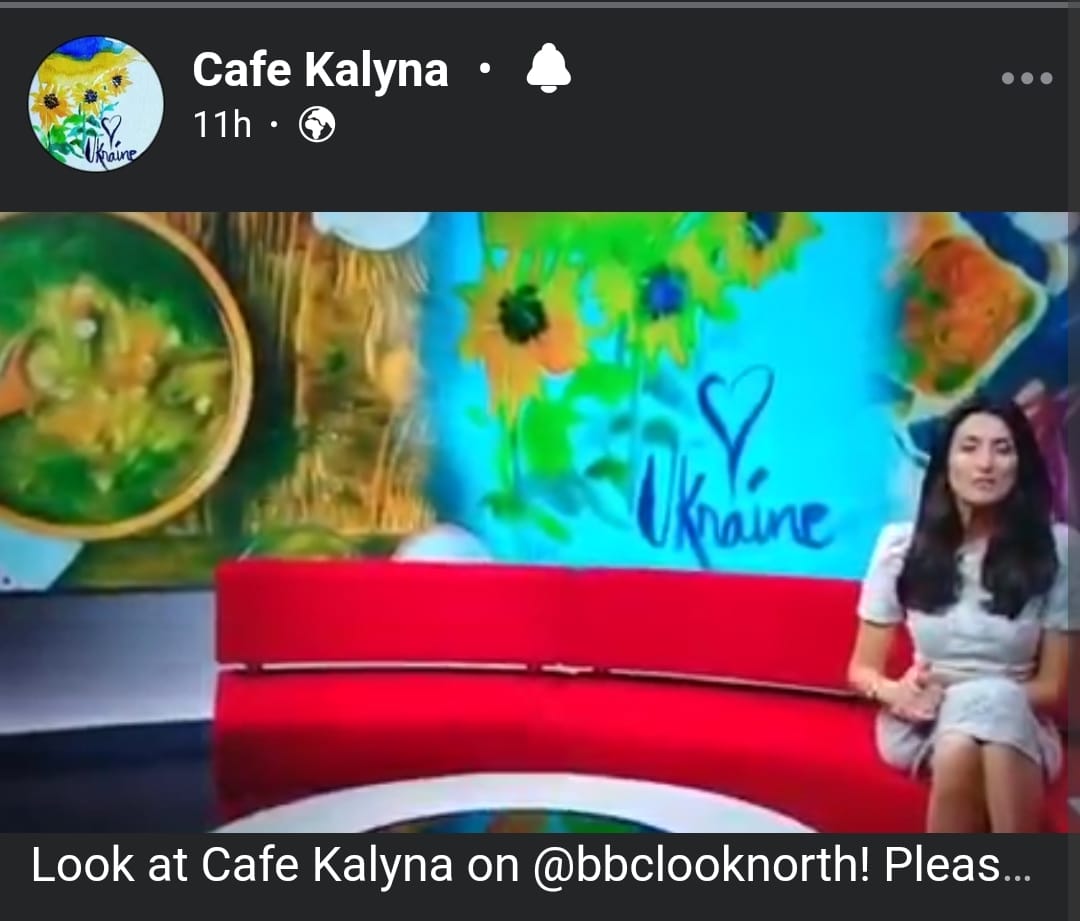 Cafe Kalyna ·
11h ·
Ukraine
Ukraine
Look at Cafe Kalyna on @bbclooknorth! Pleas...